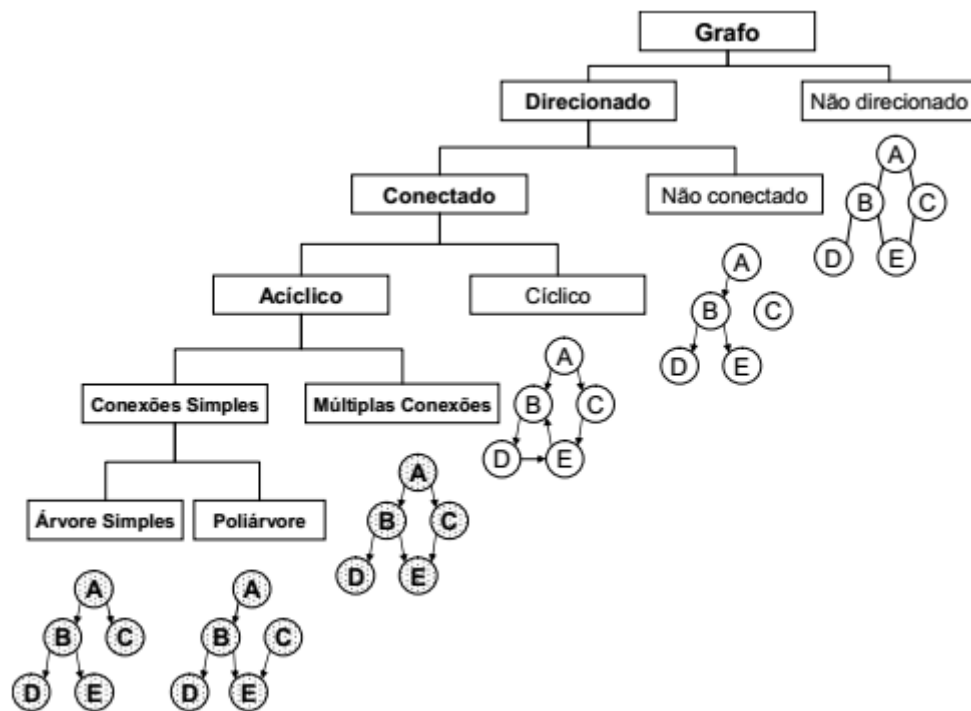 Grafo
Direcionado
Não direcionado
Conectado
Não conectado
Acíclico
Cíclico
Conexões Simples
Múltiplas Conexões
Árvore Simples
Poliárvore
A
B
C
D
E
A
B
C
D
E
A
B
C
D
E
A
B
C
D
E
A
B
C
D
E
A
B
C
D
E